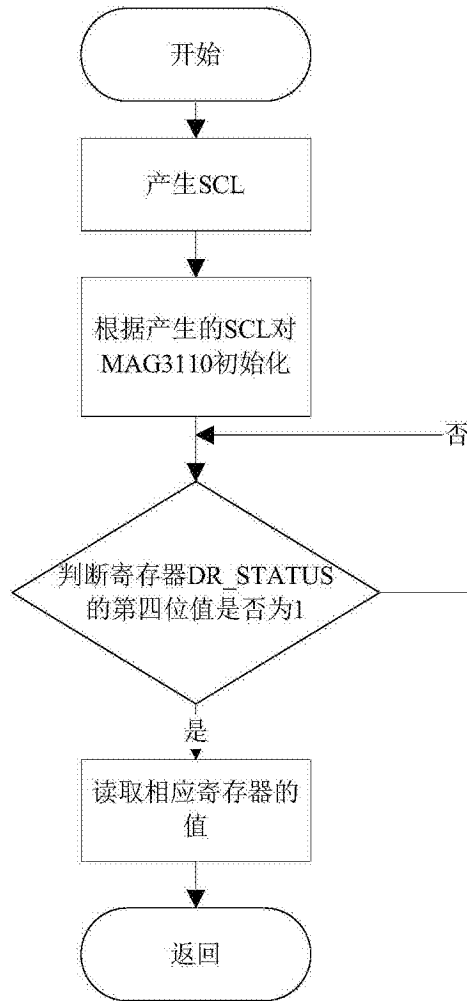 开始
产生SCL
根据产生的SCL对
MAG3110初始化
否
判断寄存器DR_STATUS
的第四位值是否为1
是
读取相应寄存器的
值
返回